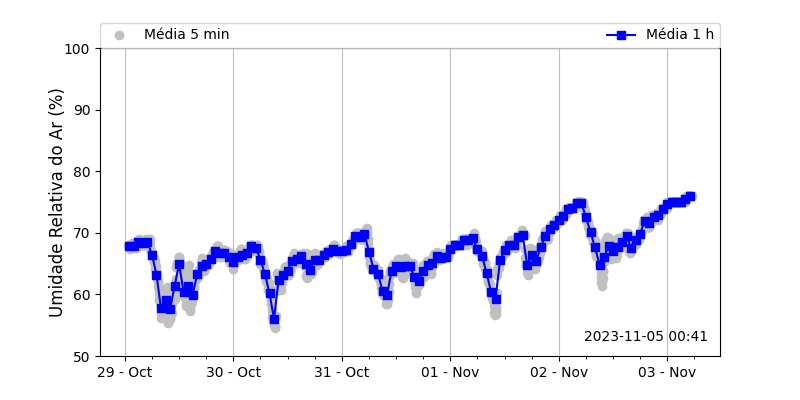 Média 5 min
Média 1 h
100
90
80
70
60
50
Umidade Relativa do Ar (%)
2023-11-05 00:41
29 - Oct
30 - Oct
31 - Oct
01 - Nov
02 - Nov
03 - Nov